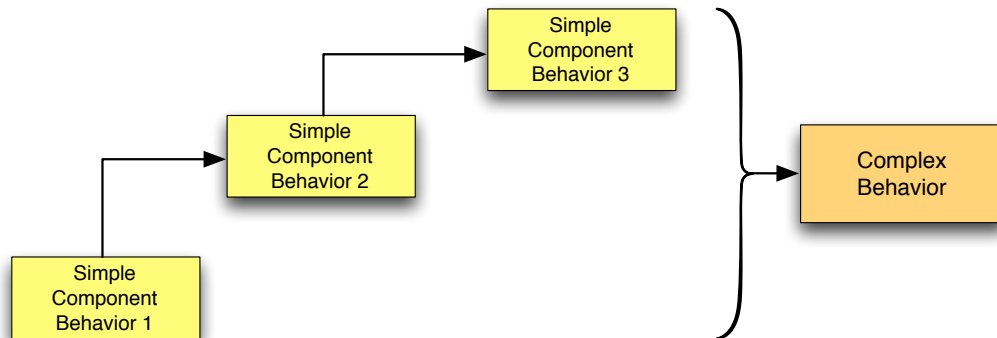 Simple
Component
Behavior 3
Simple
Component
Behavior 2
Complex
Behavior
Simple
Component
Behavior 1